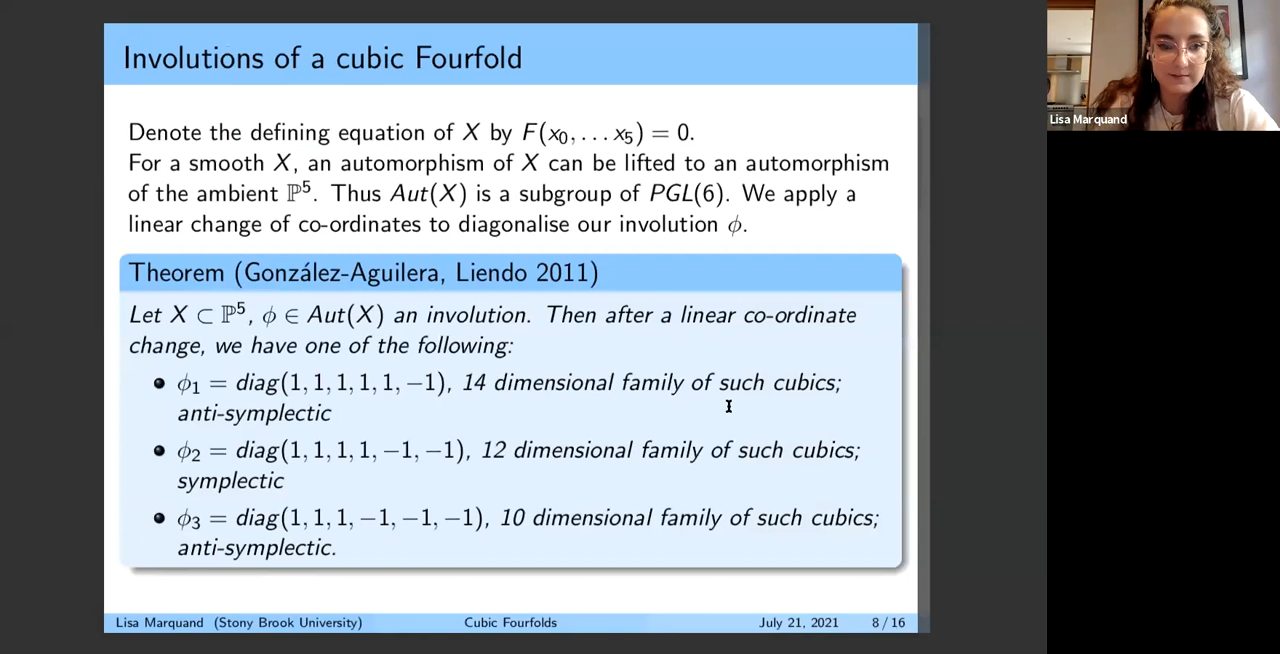 Involutions of a cubic Fourfold
Denote the defining equation of X by F(x₀, . . . x₅) = 0.
For a smooth X, an automorphism of X can be lifted to an automorphism
of the ambient ℙ⁵. Thus Aut(X) is a subgroup of PGL(6). We apply a
linear change of co-ordinates to diagonalise our involution ϕ.
Theorem (González-Aguilera, Liendo 2011)
Let X ⊂ ℙ⁵, ϕ ∈ Aut(X) an involution. Then after a linear co-ordinate
change, we have one of the following:
• ϕ₁ = diag(1, 1, 1, 1, 1, −1), 14 dimensional family of such cubics;
anti-symplectic
• ϕ₂ = diag(1, 1, 1, 1, −1, −1), 12 dimensional family of such cubics;
symplectic
• ϕ₃ = diag(1, 1, 1, −1, −1, −1), 10 dimensional family of such cubics;
anti-symplectic.
Lisa Marquand (Stony Brook University) Cubic Fourfolds July 21, 2021 8 / 16
Lisa Marquand